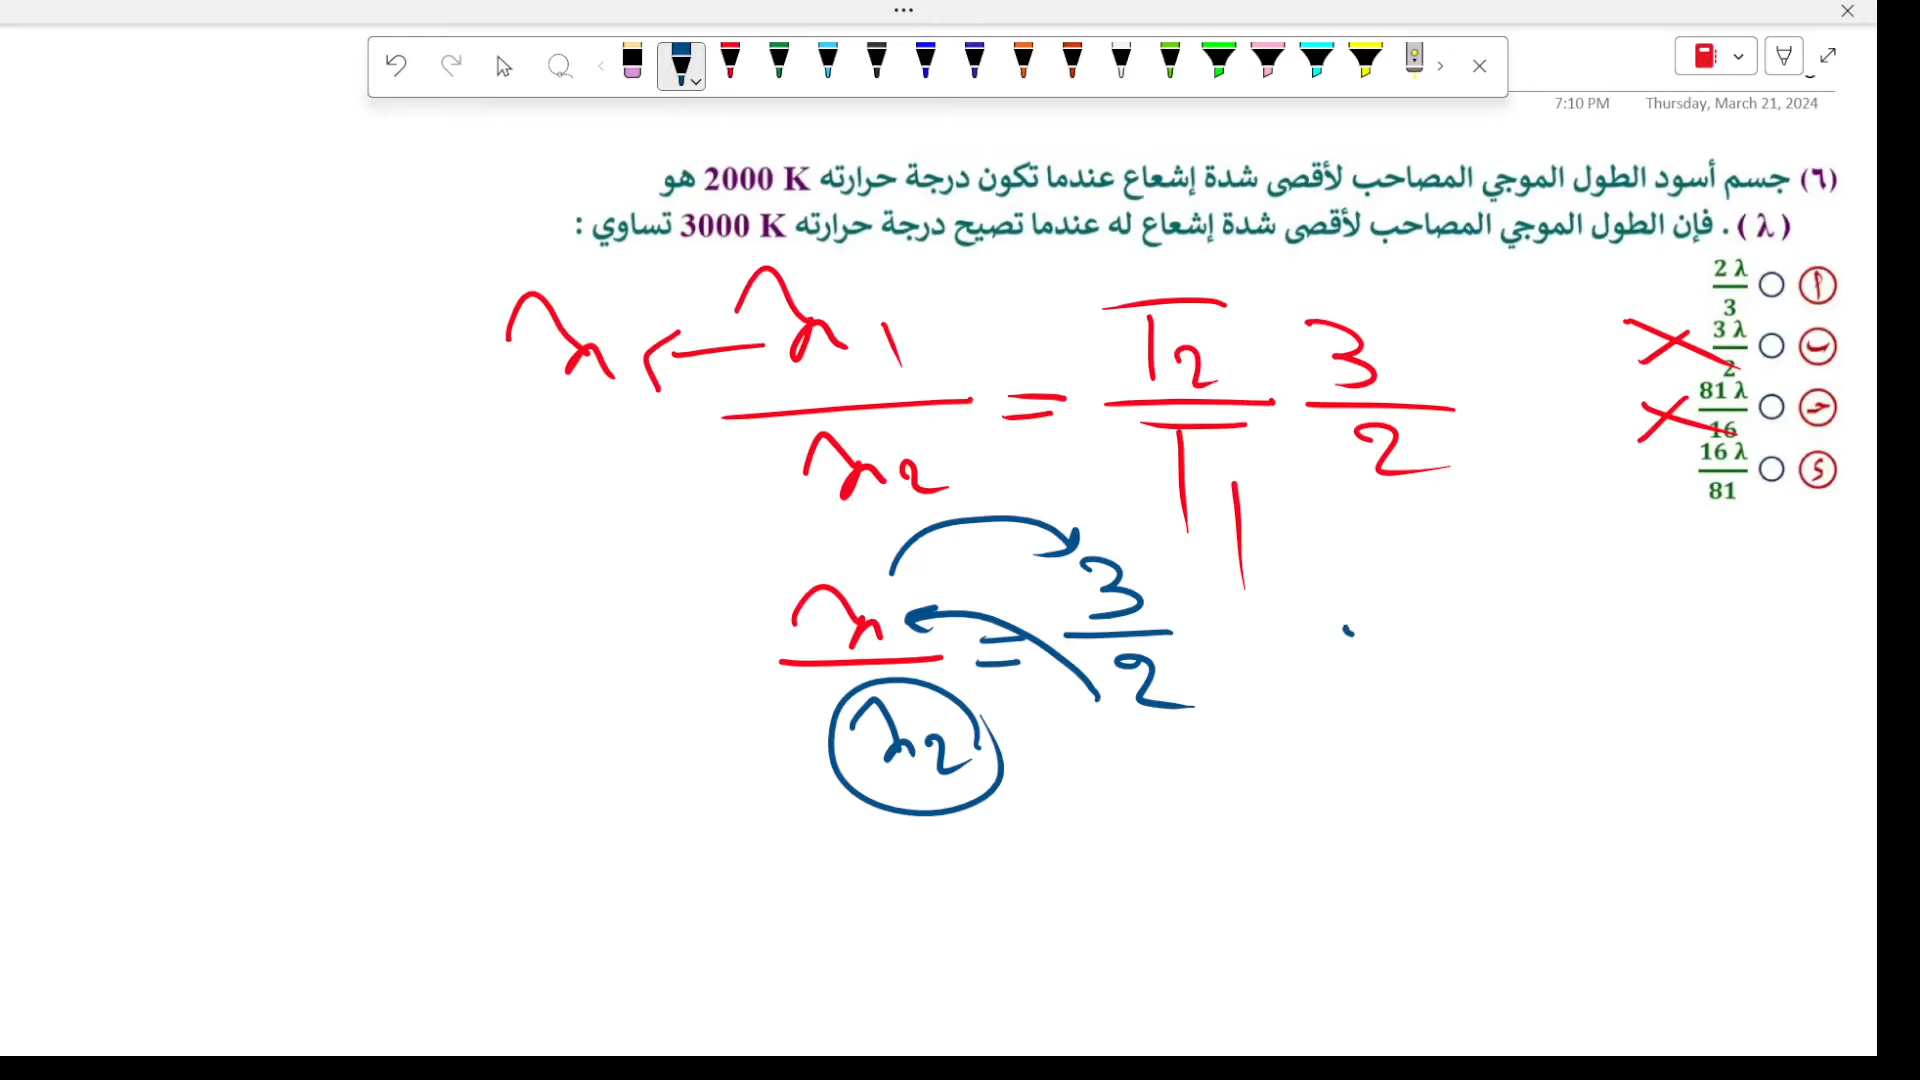 7:10 PM Thursday, March 21, 2024
(٦) جسم أسود الطول الموجي المصاحب لأقصى شدة إشعاع عندما تكون درجة حرارته 2000 K هو
( λ ) . فإن الطول الموجي المصاحب لأقصى شدة إشعاع له عندما تصبح درجة حرارته 3000 K تساوي :
أ 2 λ / 3
ب 3 λ / 2
جـ 81 λ / 16
د 16 λ / 81
λ ← λ1 / λ2 = T2 / T1 3 / 2
λ / λ2 = 3 / 2